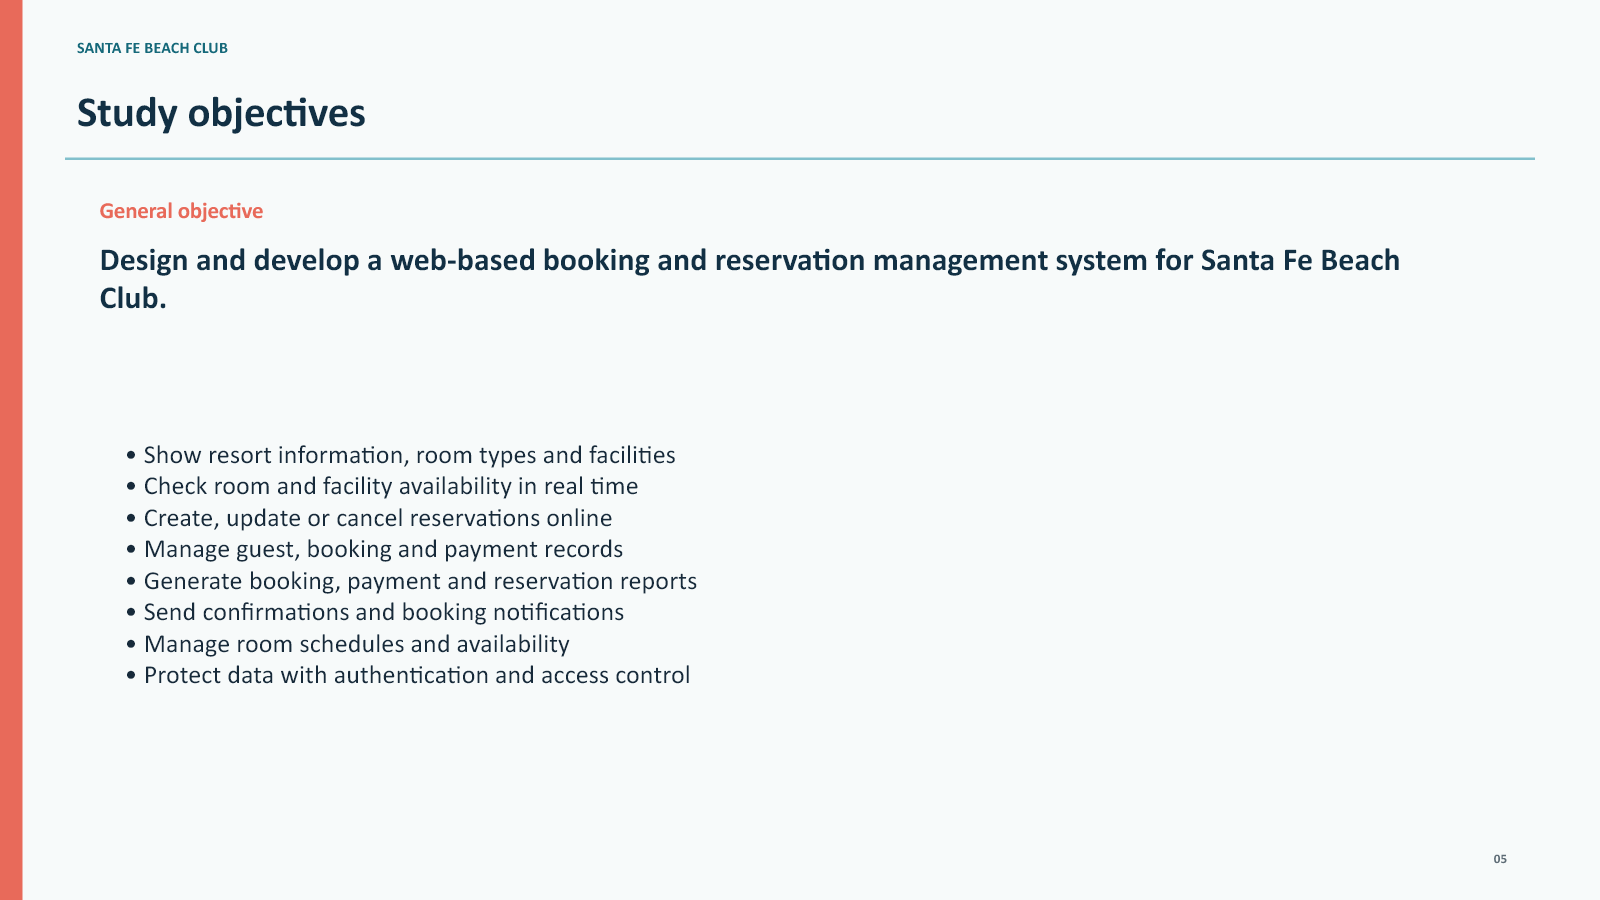 SANTA FE BEACH CLUB
Study objectives
General objective
Design and develop a web-based booking and reservation management system for Santa Fe Beach
Club.
• Show resort information, room types and facilities
• Check room and facility availability in real time
• Create, update or cancel reservations online
• Manage guest, booking and payment records
• Generate booking, payment and reservation reports
• Send confirmations and booking notifications
• Manage room schedules and availability
• Protect data with authentication and access control
05